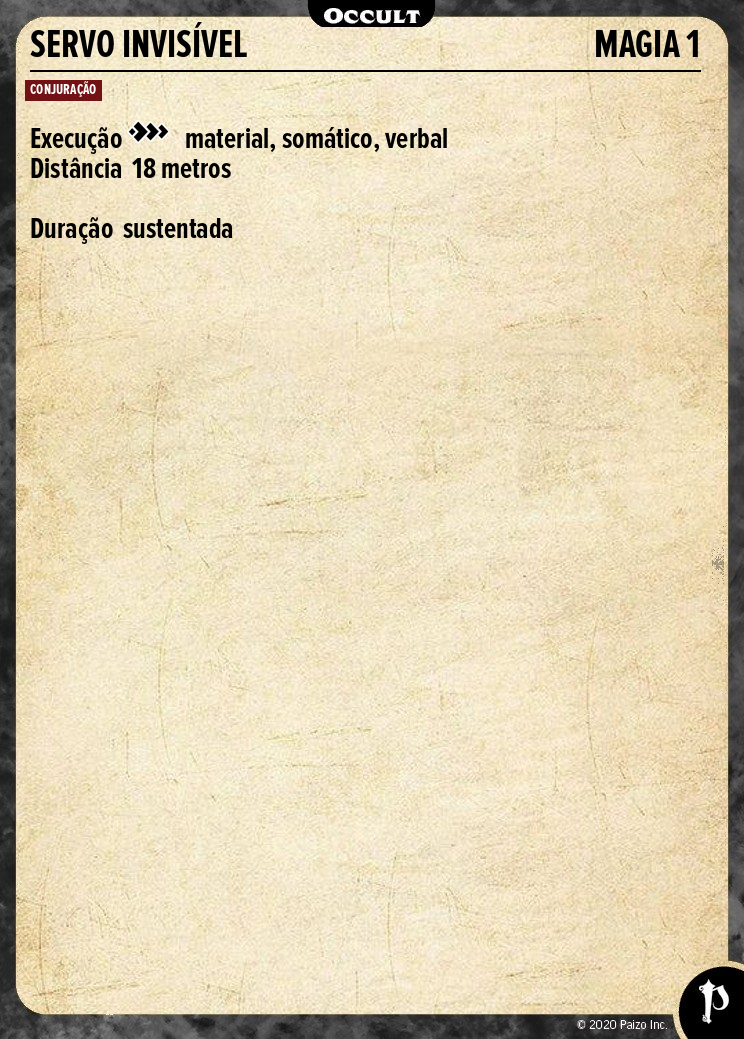 OCCULT
SERVO INVISÍVEL MAGIA 1
CONJURAÇÃO
Execução material, somático, verbal
Distância 18 metros
Duração sustentada
© 2020 Paizo Inc.